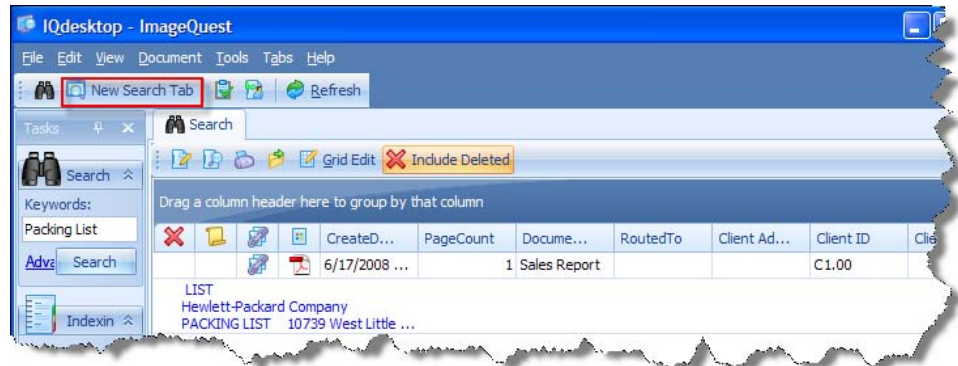 IQdesktop - ImageQuest
File Edit View Document Tools Tabs Help
New Search Tab Refresh
Tasks Search
Grid Edit Include Deleted
Search
Keywords:
Packing List
Adva Search
Indexin
Drag a column header here to group by that column
CreateD... PageCount Docume... RoutedTo Client Ad... Client ID Clie
6/17/2008 ... 1 Sales Report C1.00
LIST
Hewlett-Packard Company
PACKING LIST 10739 West Little ...